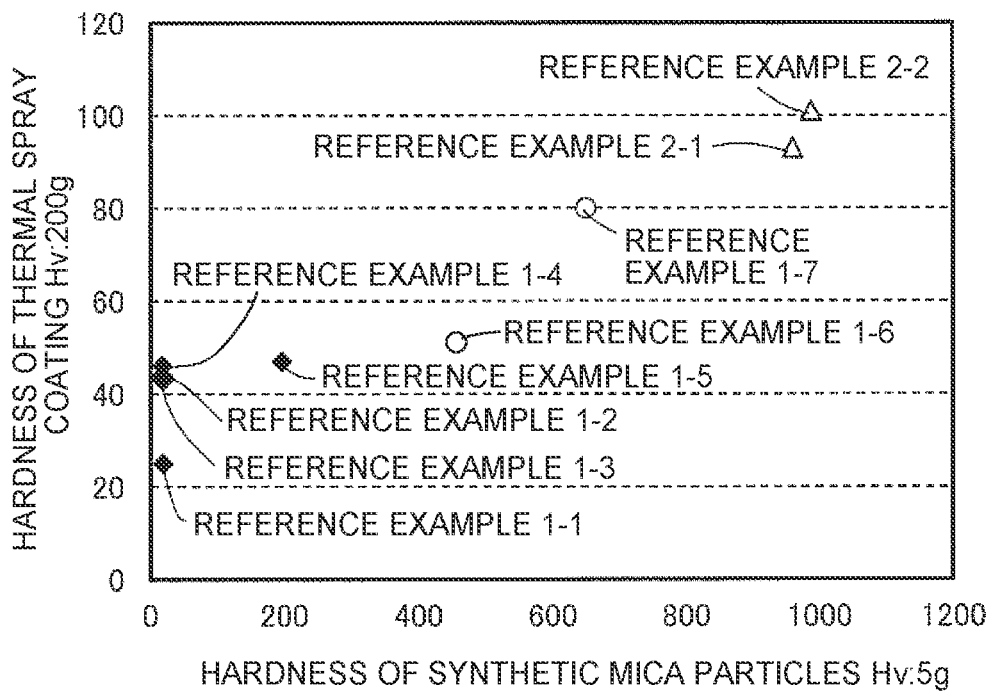 120
100
80
60
40
20
0
0 200 400 600 800 1000 1200
HARDNESS OF THERMAL SPRAY
COATING Hv:200g
HARDNESS OF SYNTHETIC MICA PARTICLES Hv:5g
REFERENCE EXAMPLE 2-2
REFERENCE EXAMPLE 2-1
REFERENCE
EXAMPLE 1-7
REFERENCE EXAMPLE 1-4
REFERENCE EXAMPLE 1-6
REFERENCE EXAMPLE 1-5
REFERENCE EXAMPLE 1-2
REFERENCE EXAMPLE 1-3
REFERENCE EXAMPLE 1-1